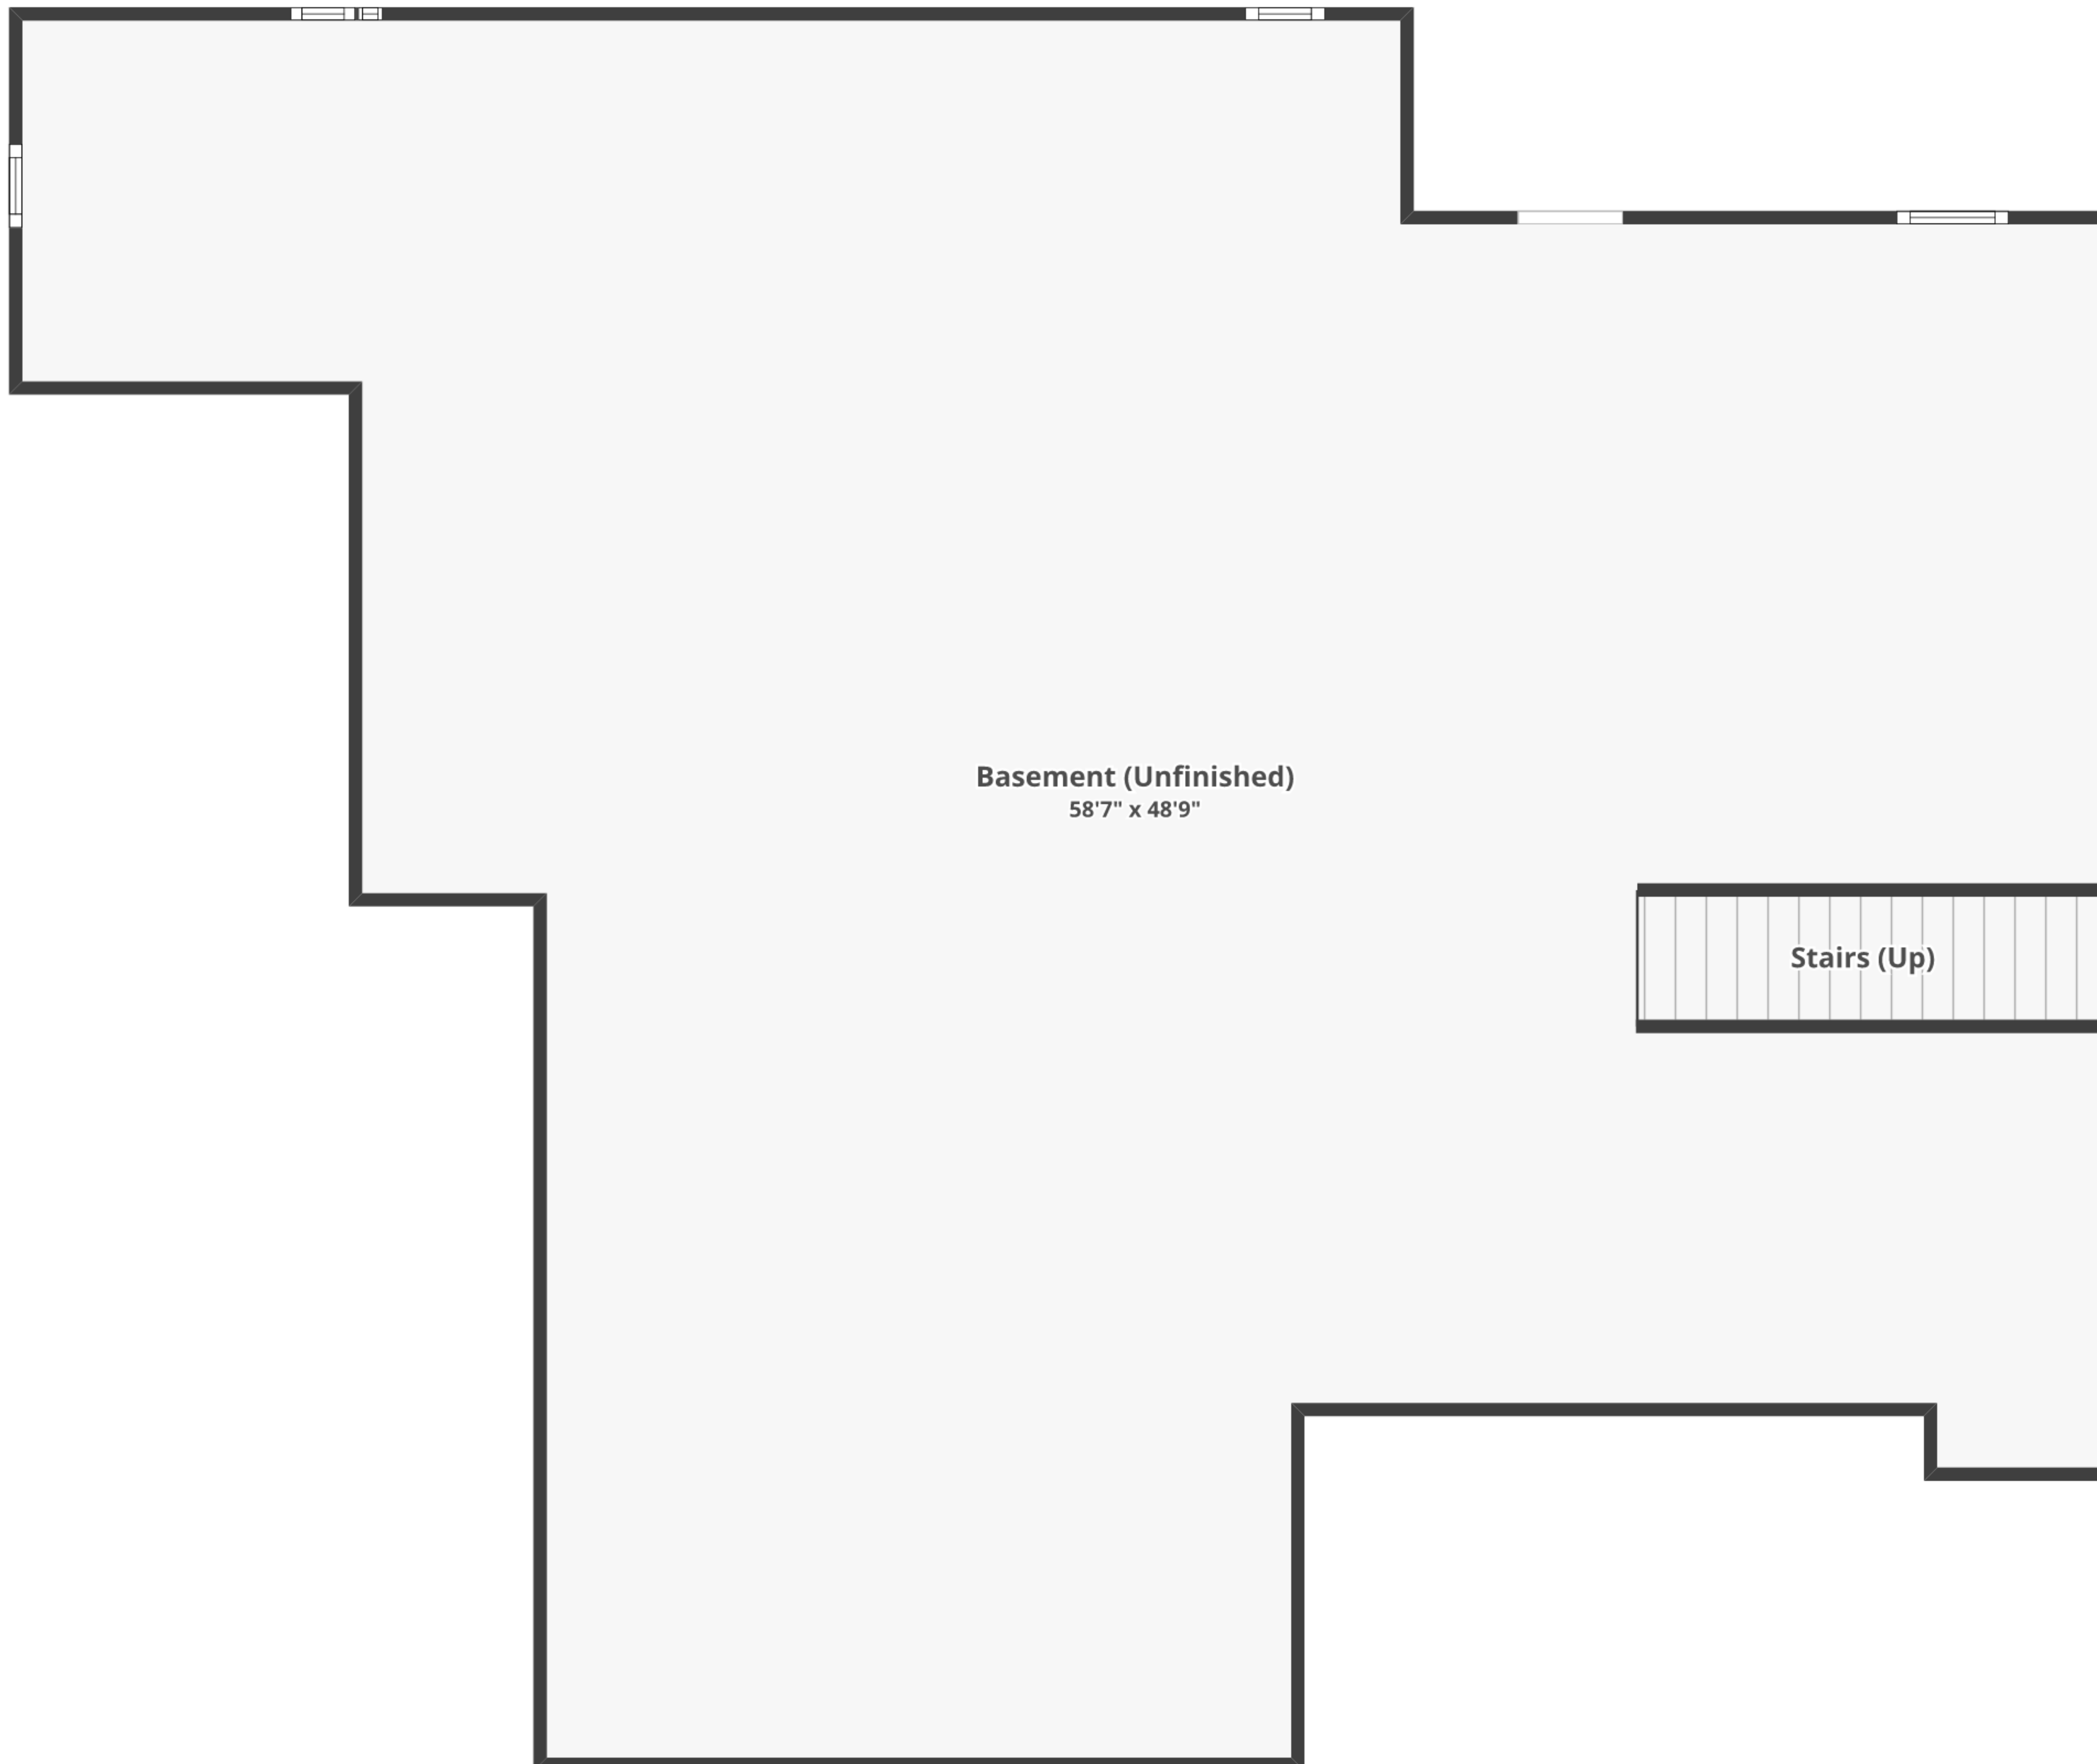 Basement (Unfinished)
58'7" x 48'9"
Stairs (Up)